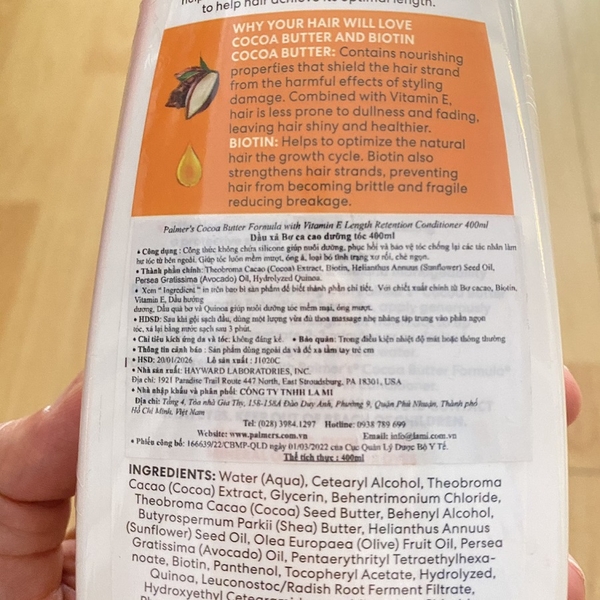 to help hair achieve its optimal length.
WHY YOUR HAIR WILL LOVE
COCOA BUTTER AND BIOTIN
COCOA BUTTER: Contains nourishing
properties that shield the hair strand
from the harmful effects of styling
damage. Combined with Vitamin E,
hair is less prone to dullness and fading,
leaving hair shiny and healthier.
BIOTIN: Helps to optimize the natural
hair the growth cycle. Biotin also
strengthens hair strands, preventing
hair from becoming brittle and fragile
reducing breakage.
Palmer's Cocoa Butter Formula with Vitamin E Length Retention Conditioner 400ml
Dầu xả Bơ ca cao dưỡng tóc 400ml
• Công dụng : Công thức không chứa silicone giúp nuôi dưỡng, phục hồi và bảo vệ tóc chống lại các tác nhân làm
hư tóc từ bên ngoài. Giúp tóc luôn mềm mượt, óng ả, loại bỏ tình trạng xơ rối, chẻ ngọn.
• Thành phần chính: Theobroma Cacao (Cocoa) Extract, Biotin, Helianthus Annuus (Sunflower) Seed Oil,
Persea Gratissima (Avocado) Oil, Hydrolyzed Quinoa.
• Xem " Ingredient " in trên bao bì sản phẩm để biết thành phần chi tiết. Với chiết xuất chính từ Bơ cacao, Biotin,
Vitamin E, Dầu hướng
dương, Dầu quả bơ và Quinoa giúp nuôi dưỡng tóc mềm mại, óng mượt.
• HDSD: Sau khi gội sạch đầu, dùng một lượng vừa đủ thoa massage nhẹ nhàng tập trung vào phần ngọn
tóc, xả lại bằng nước sạch sau 3 phút.
• Chỉ tiêu kích ứng da và tóc: không đáng kể. • Bảo quản: Trong điều kiện nhiệt độ mát hoặc thông thường
• Thông tin cảnh báo : Sản phẩm dùng ngoài da và để xa tầm tay trẻ em
• HSD: 20/01/2026 Lô sản xuất : J1020C
• Nhà sản xuất: HAYWARD LABORATORIES, INC.
Địa chỉ: 1921 Paradise Trail Route 447 North, East Stroudsburg, PA 18301, USA
• Nhà nhập khẩu và phân phối: CÔNG TY TNHH LA MI
Địa chỉ: Tầng 4, Tòa nhà Gia Thy, 158-158A Đào Duy Anh, Phường 9, Quận Phú Nhuận, Thành phố
Hồ Chí Minh, Việt Nam
Tel: (028) 3984.1297 Hotline: 0938 789 699
Website: www.palmers.com.vn Email: info@lami.com.vn
• Phiếu công bố: 166639/22/CBMP-QLD ngày 01/03/2022 của Cục Quản Lý Dược Bộ Y Tế.
Thể tích thực : 400ml
INGREDIENTS: Water (Aqua), Cetearyl Alcohol, Theobroma
Cacao (Cocoa) Extract, Glycerin, Behentrimonium Chloride,
Theobroma Cacao (Cocoa) Seed Butter, Behenyl Alcohol,
Butyrospermum Parkii (Shea) Butter, Helianthus Annuus
(Sunflower) Seed Oil, Olea Europaea (Olive) Fruit Oil, Persea
Gratissima (Avocado) Oil, Pentaerythrityl Tetraethylhexa-
noate, Biotin, Panthenol, Tocopheryl Acetate, Hydrolyzed,
Quinoa, Leuconostoc/Radish Root Ferment Filtrate,
Hydroxyethyl